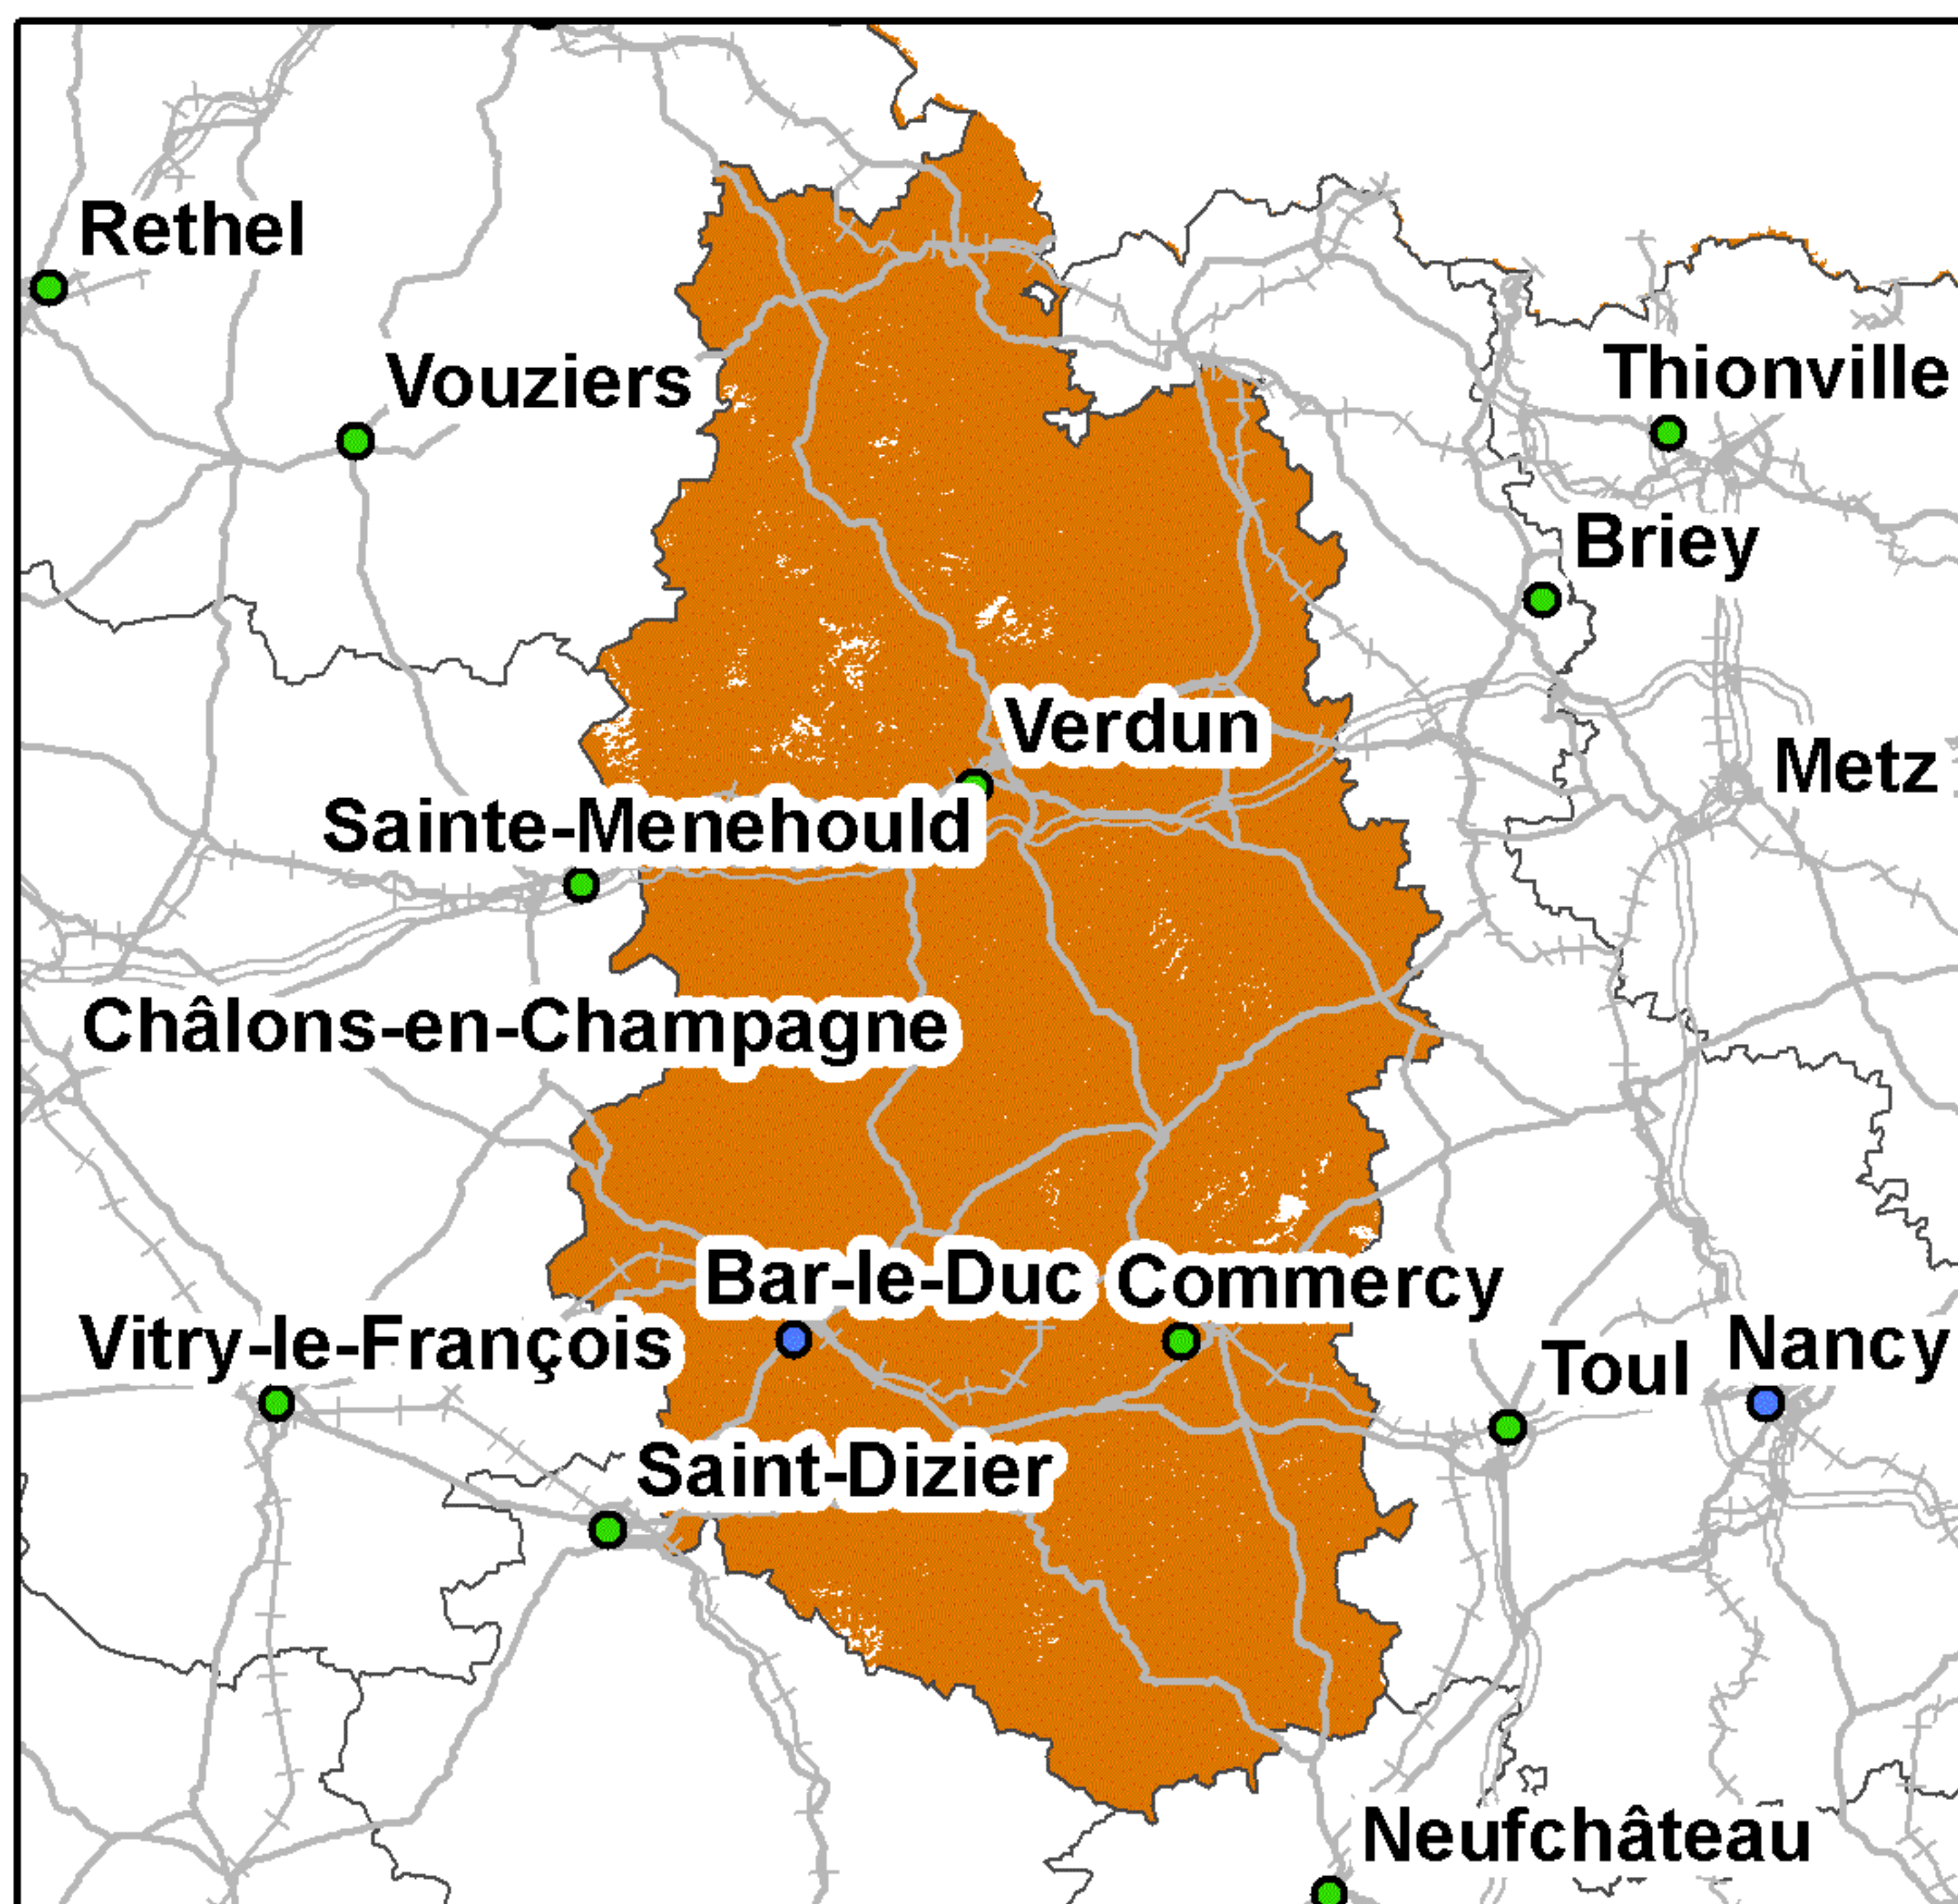 Rethel
Vouziers
Thionville
Briey
Verdun
Metz
Sainte-Menehould
Châlons-en-Champagne
Bar-le-Duc
Commercy
Vitry-le-François
Toul
Nancy
Saint-Dizier
Neufchâteau